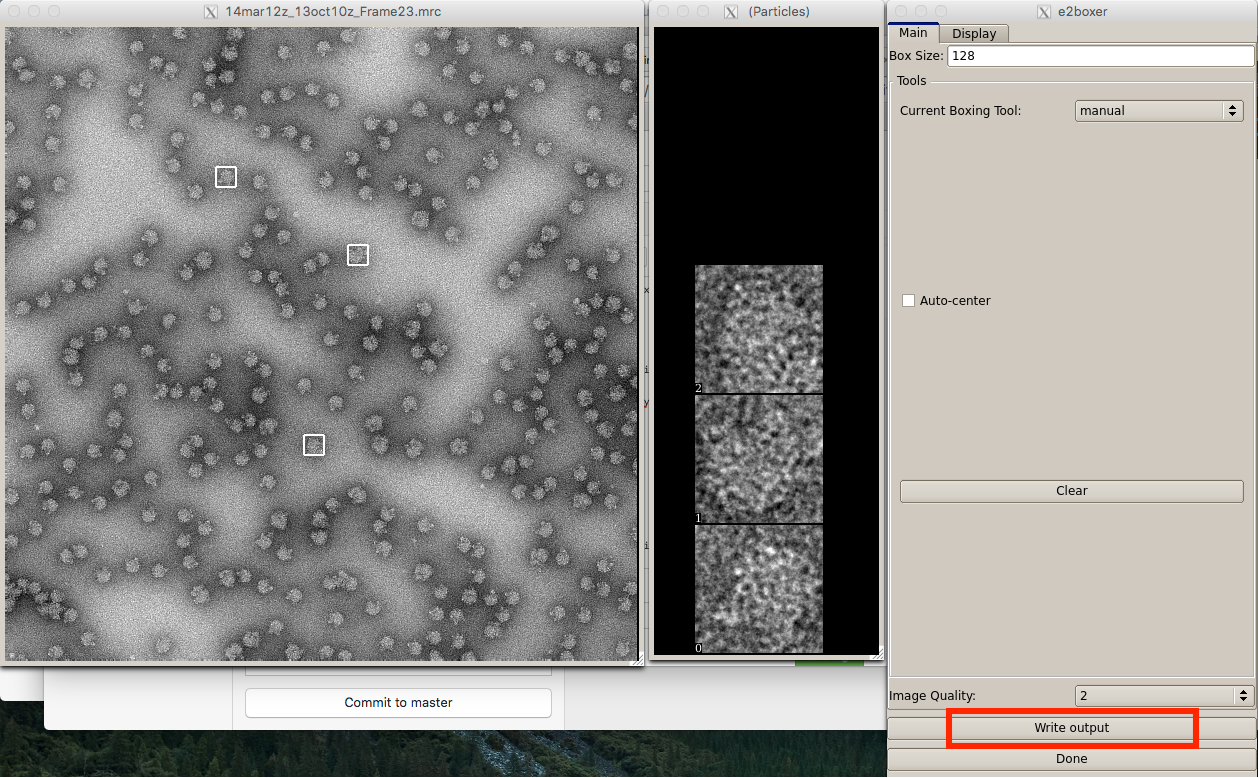 14mar12z_13oct10z_Frame23.mrc
(Particles)
e2boxer
Main
Display
Box Size:
128
Tools
Current Boxing Tool:
manual
Auto-center
2
1
0
Clear
Image Quality:
2
Commit to master
Write output
Done